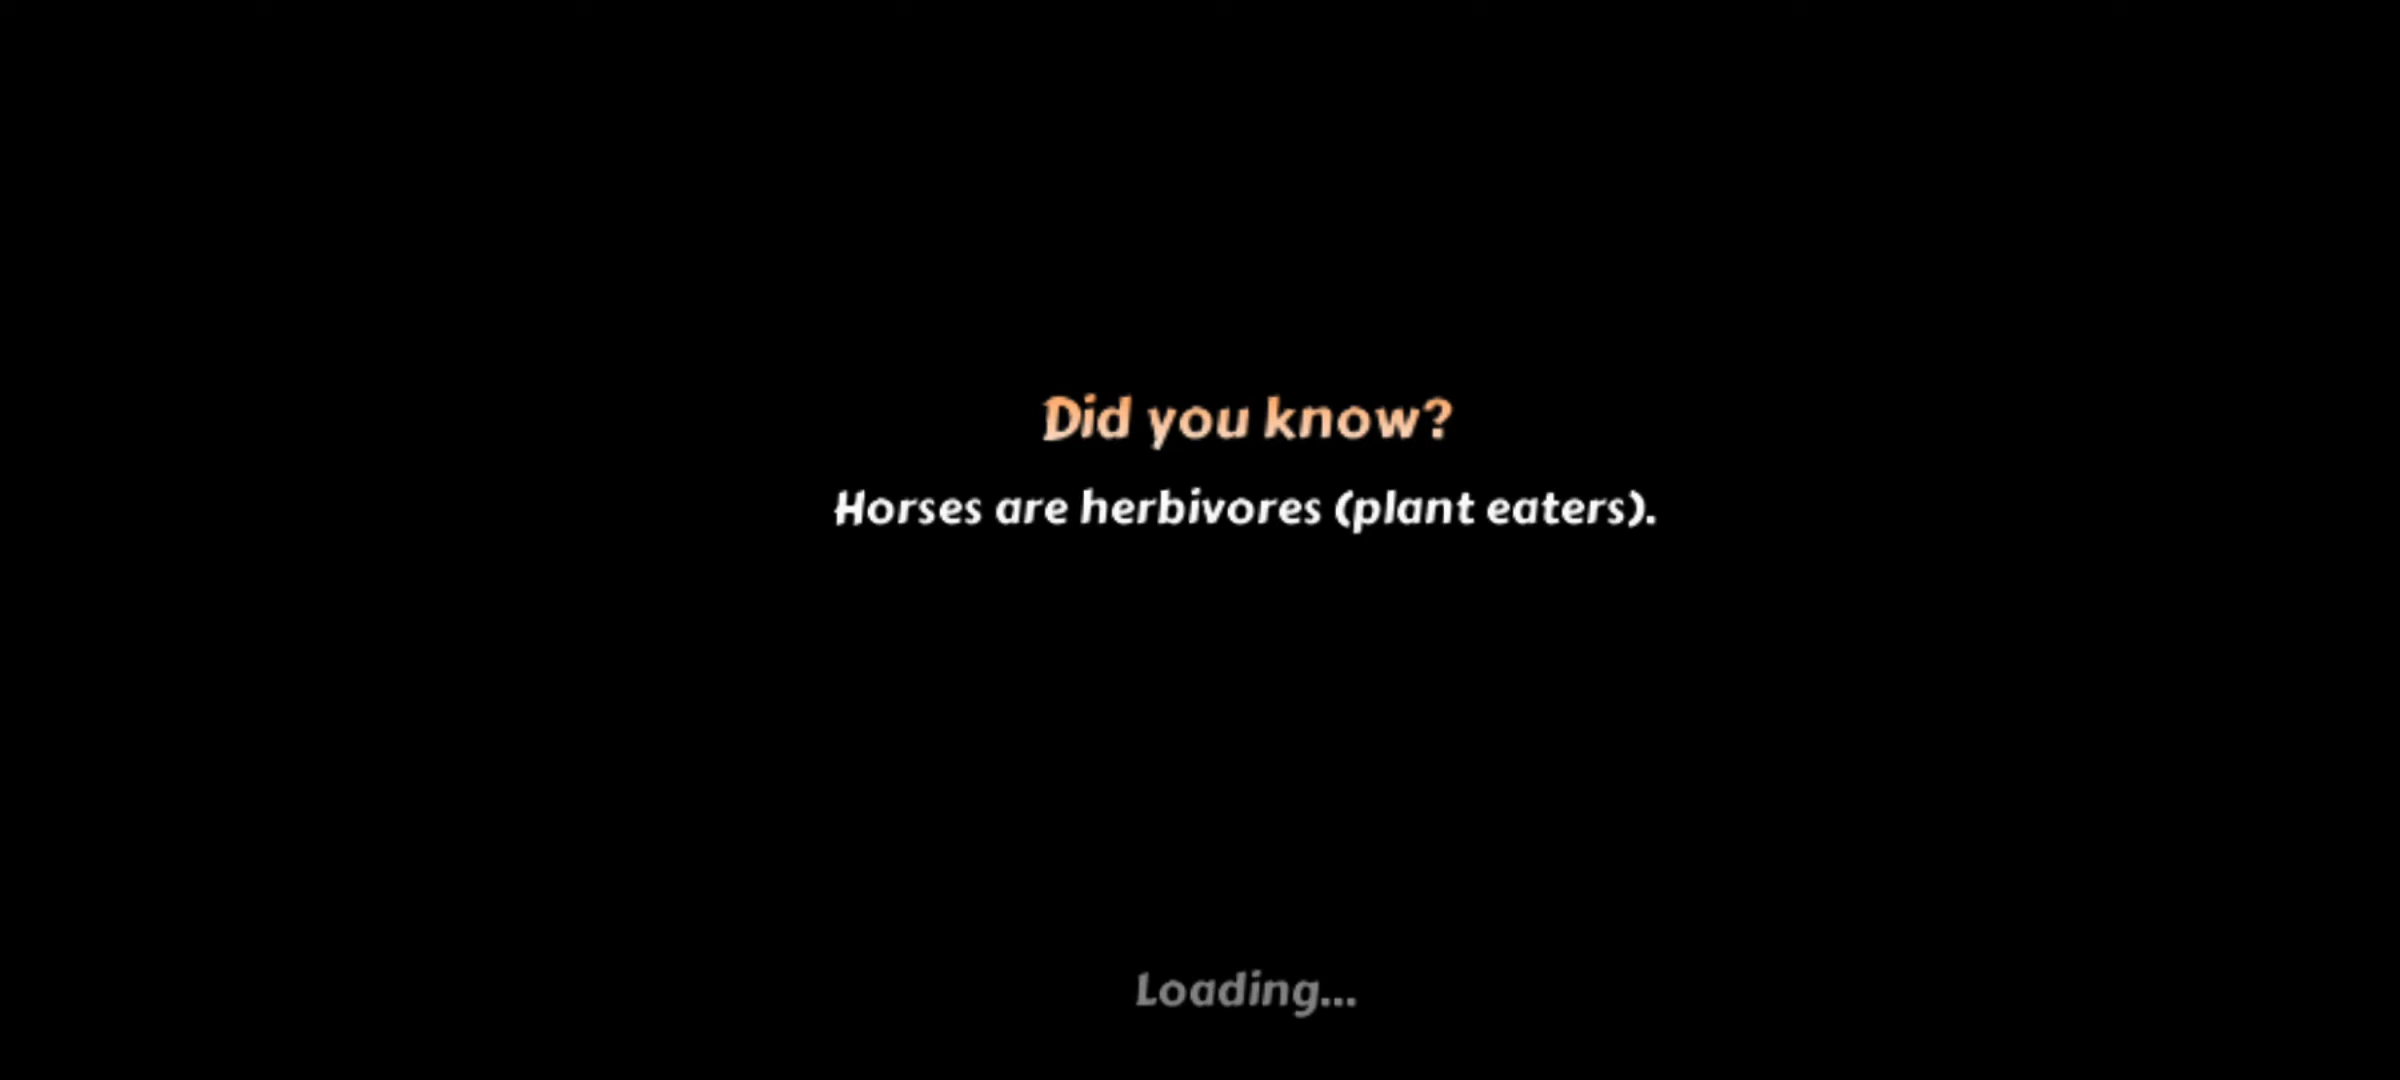 Did you know?
Horses are herbivores (plant eaters).
Loading...